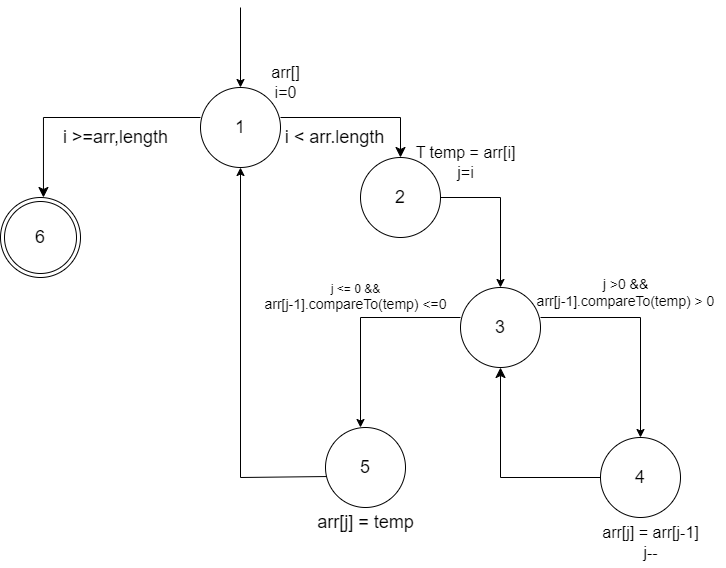 arr[]
i=0
1
i >=arr,length
i < arr.length
T temp = arr[i]
j=i
2
6
j <= 0 &&
arr[j-1].compareTo(temp) <=0
j >0 &&
arr[j-1].compareTo(temp) > 0
3
5
4
arr[j] = temp
arr[j] = arr[j-1]
j--